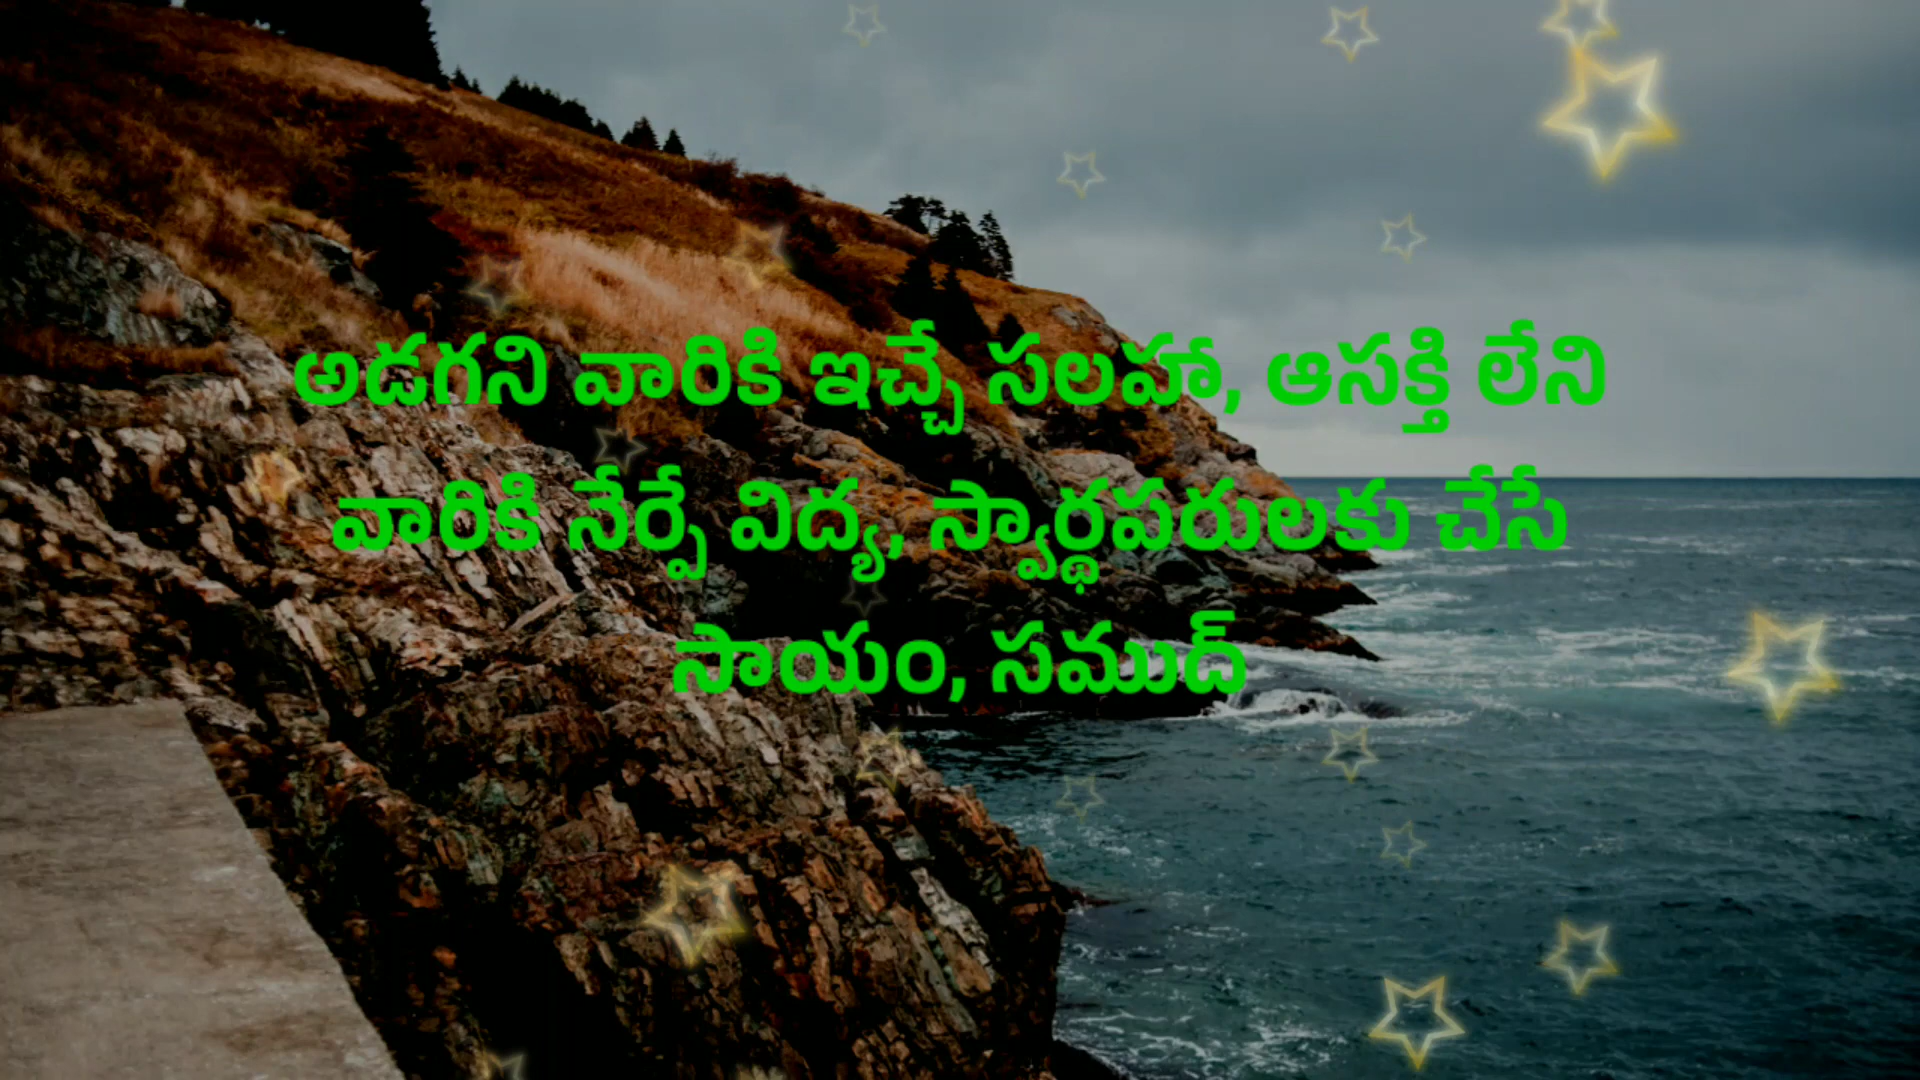 అడగని వారికి ఇచ్చే సలహా, ఆసక్తి లేని
వారికి నేర్పే విద్య, స్వార్థపరులకు చేసే
సాయం, సముద్